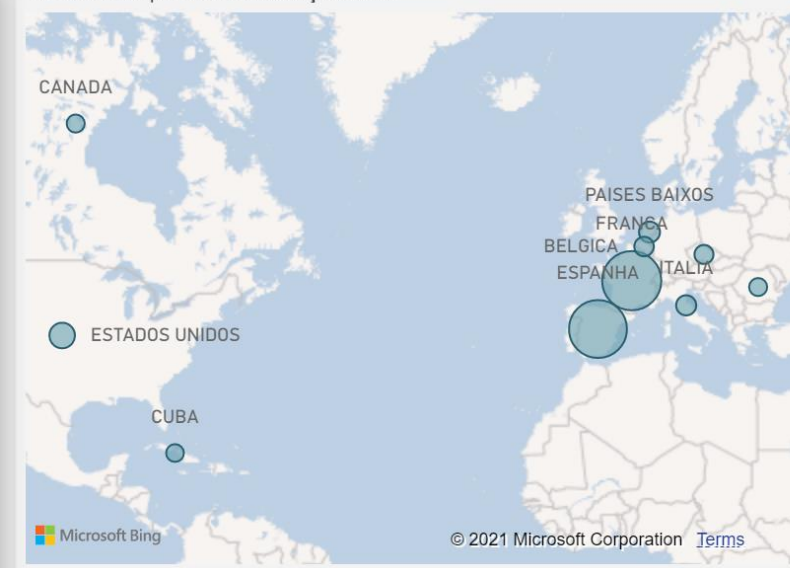 CANADA
PAISES BAIXOS
FRANÇA
BELGICA
ESPANHA
ITALIA
ESTADOS UNIDOS
CUBA
Microsoft Bing
© 2021 Microsoft Corporation Terms